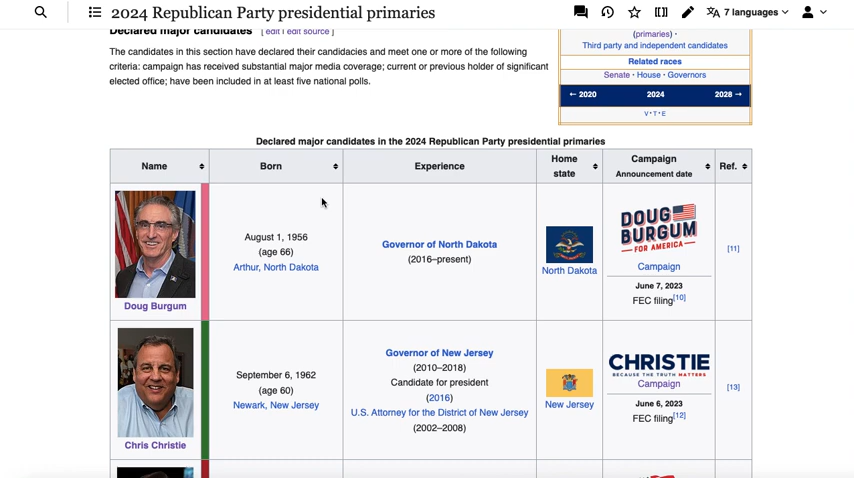 2024 Republican Party presidential primaries
7 languages
Declared major candidates [ edit | edit source ]
The candidates in this section have declared their candidacies and meet one or more of the following
criteria: campaign has received substantial major media coverage; current or previous holder of significant
elected office; have been included in at least five national polls.
(primaries) ·
Third party and independent candidates
Related races
Senate · House · Governors
← 2020 2024 2028 →
V · T · E
Declared major candidates in the 2024 Republican Party presidential primaries
Name Born Experience Home state Campaign Announcement date Ref.
Doug Burgum
August 1, 1956
(age 66)
Arthur, North Dakota
Governor of North Dakota
(2016–present)
North Dakota
DOUG
BURGUM
FOR AMERICA
Campaign
June 7, 2023
FEC filing[10]
[11]
Chris Christie
September 6, 1962
(age 60)
Newark, New Jersey
Governor of New Jersey
(2010–2018)
Candidate for president
(2016)
U.S. Attorney for the District of New Jersey
(2002–2008)
New Jersey
CHRISTIE
BECAUSE THE TRUTH MATTERS
Campaign
June 6, 2023
FEC filing[12]
[13]